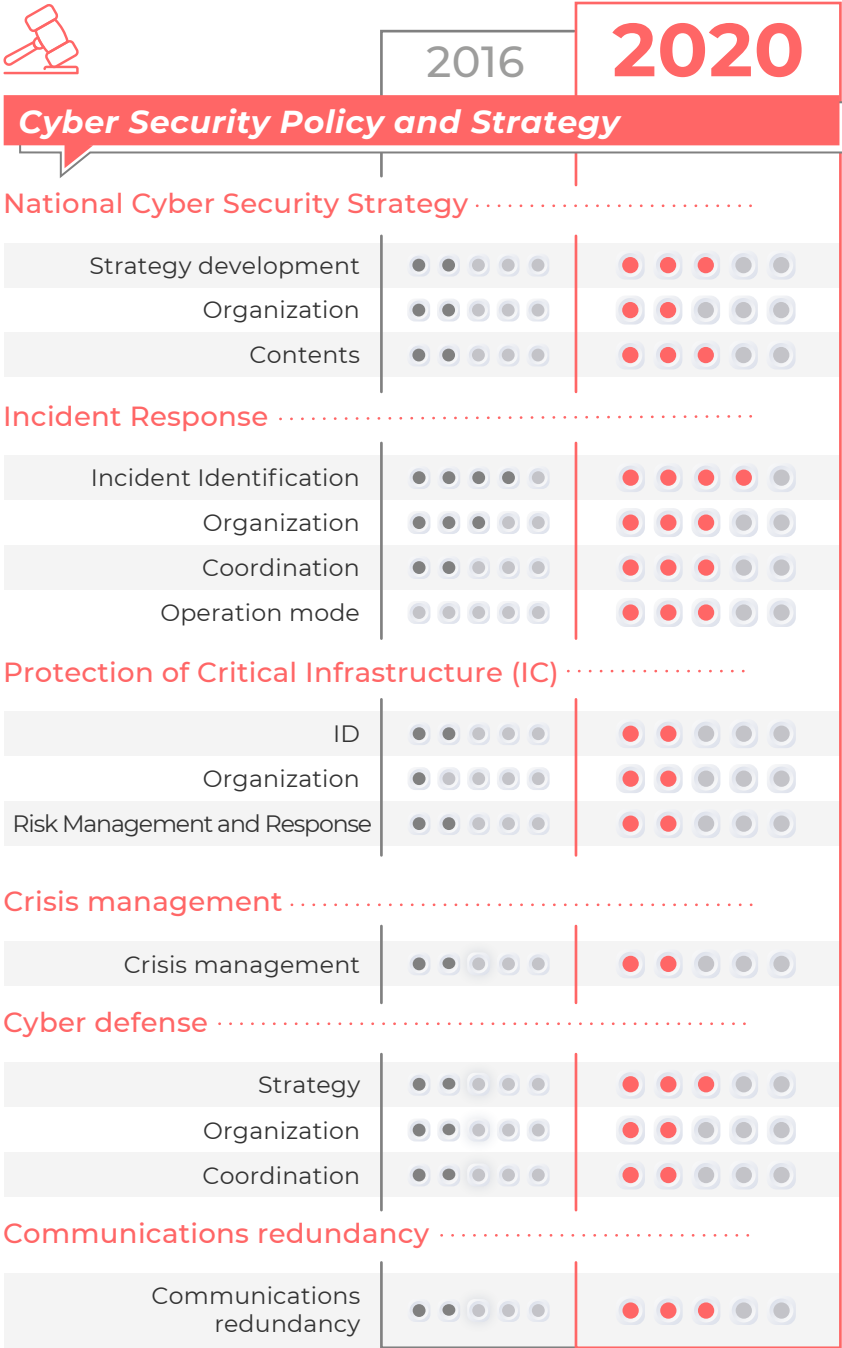 2016
2020
Cyber Security Policy and Strategy
National Cyber Security Strategy
Strategy development
Organization
Contents
Incident Response
Incident Identification
Organization
Coordination
Operation mode
Protection of Critical Infrastructure (IC)
ID
Organization
Risk Management and Response
Crisis management
Crisis management
Cyber defense
Strategy
Organization
Coordination
Communications redundancy
Communications
redundancy